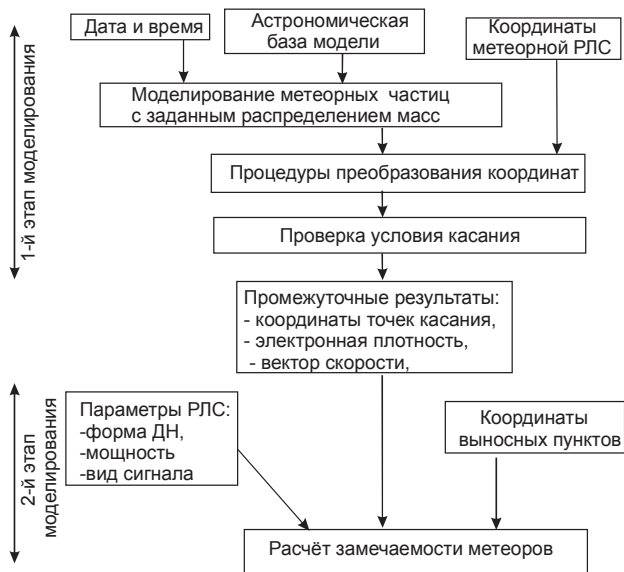 Дата и время
Астрономическая
база модели
Координаты
метеорной РЛС
Моделирование метеорных частиц
с заданным распределением масс
Процедуры преобразования координат
Проверка условия касания
1-й этап моделирования
Промежуточные результаты:
- координаты точек касания,
- электронная плотность,
- вектор скорости,
2-й этап
моделирования
Параметры РЛС:
-форма ДН,
-мощность
-вид сигнала
Координаты
выносных пунктов
Расчёт замечаемости метеоров